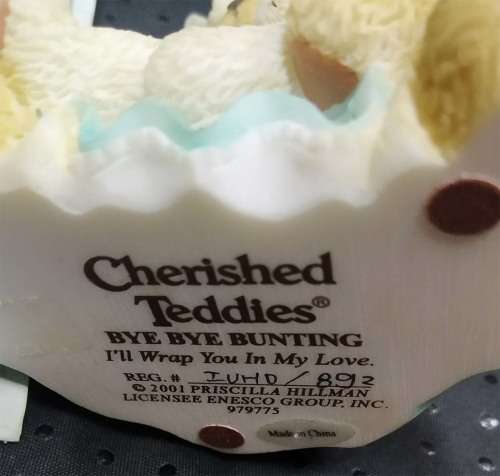 Cherished
Teddies®
BYE BYE BUNTING
I'll Wrap You In My Love.
REG. # IUHD/892
© 2001 PRISCILLA HILLMAN
LICENSEE ENESCO GROUP, INC.
979775
Made in China